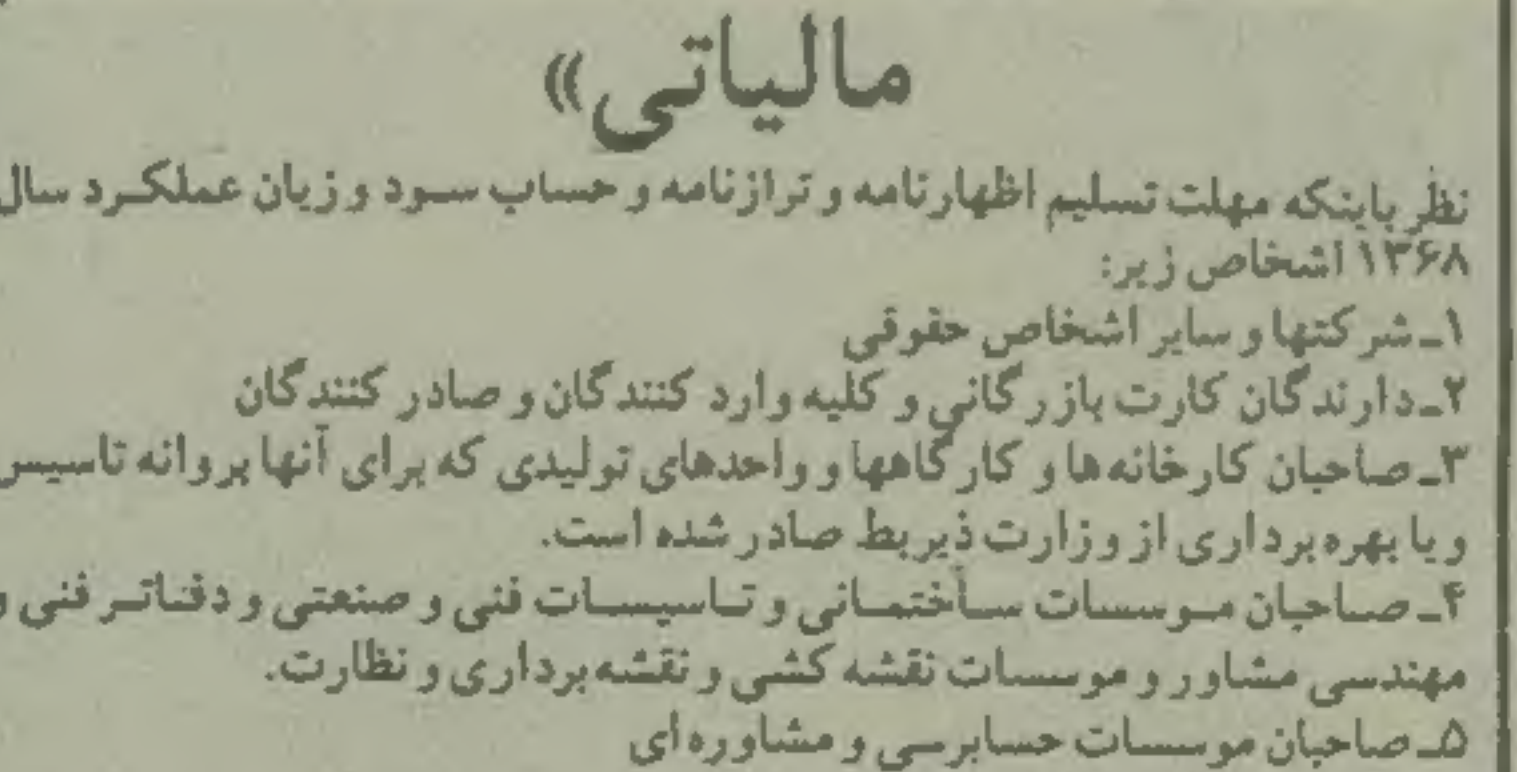 مالیاتی»
نظر باینکه مهلت تسلیم اظهارنامه و ترازنامه و حساب سود و زیان عملکرد سال
۱۳۶۸ اشخاص زیر:
۱ـ شرکتها و سایر اشخاص حقوقی
۲ـ دارندگان کارت بازرگانی و کلیه وارد کنندگان و صادر کنندگان
۳ـ صاحبان کارخانه‌ها و کارگاهها و واحدهای تولیدی که برای آنها پروانه تاسیس
و یا بهره‌برداری از وزارت ذیربط صادر شده است.
۴ـ صاحبان موسسات ساختمانی و تاسیسات فنی و صنعتی و دفاتر فنی و
مهندسی مشاور و موسسات نقشه کشی و نقشه‌برداری و نظارت.
۵ـ صاحبان موسسات حسابرسی و مشاوره‌ای